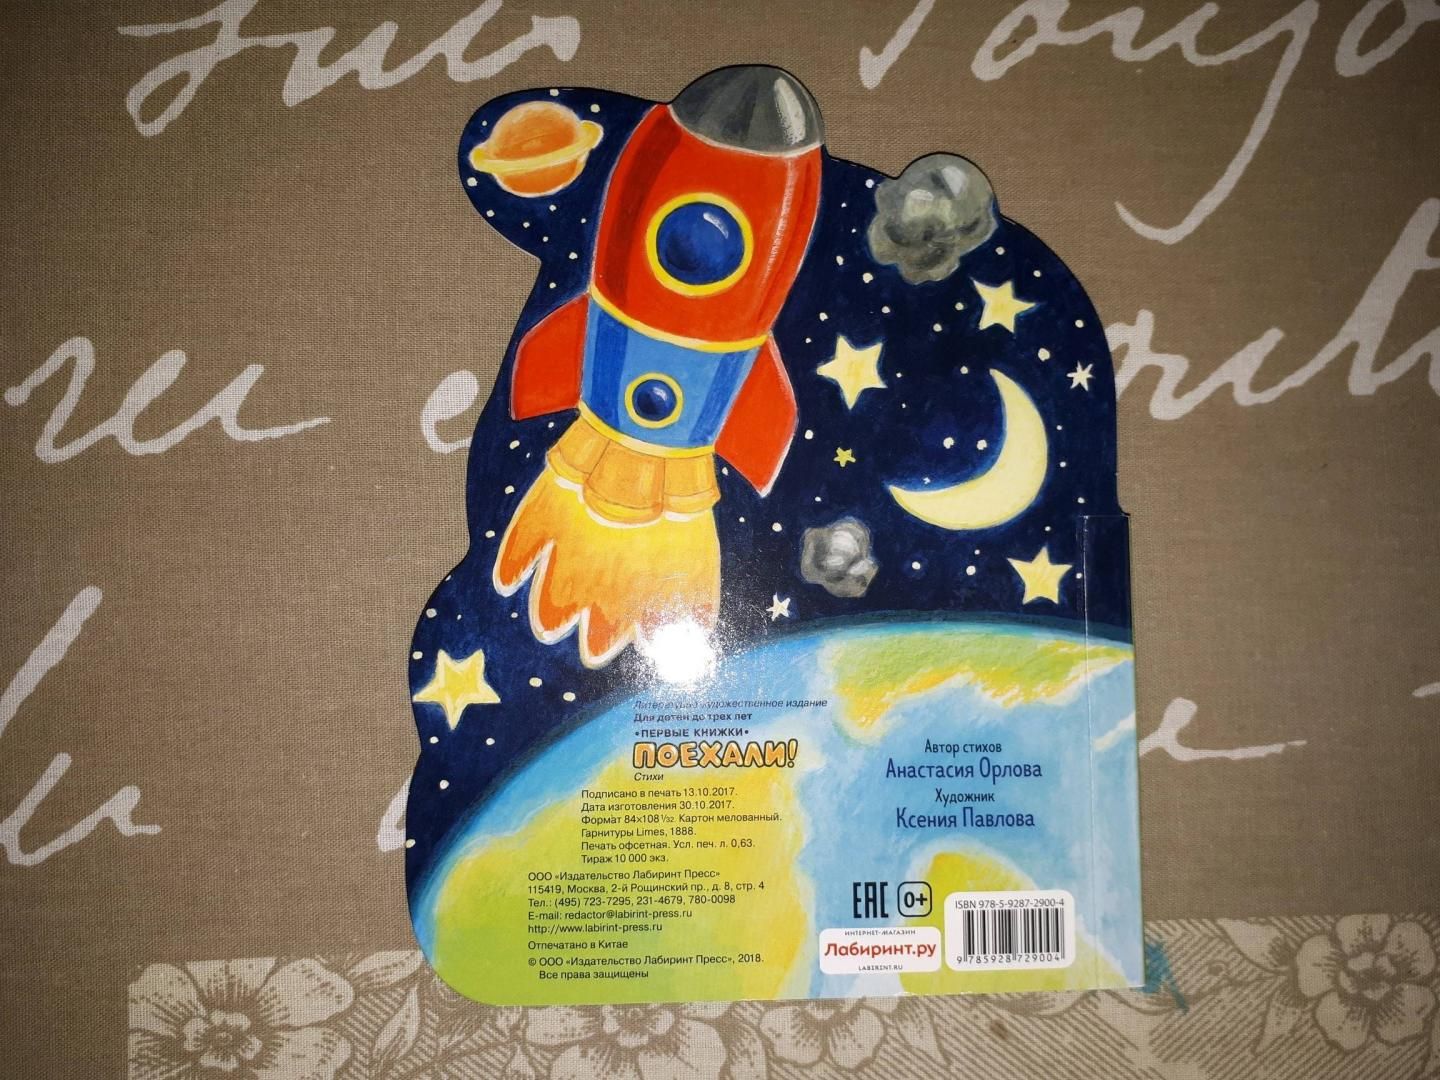 Литературно-художественное издание
Для детей до трех лет
•ПЕРВЫЕ КНИЖКИ•
ПОЕХАЛИ!
Стихи
Подписано в печать 13.10.2017.
Дата изготовления 30.10.2017.
Формат 84×108 1/32. Картон мелованный.
Гарнитуры Limes, 1888.
Печать офсетная. Усл. печ. л. 0,63.
Тираж 10 000 экз.
ООО «Издательство Лабиринт Пресс»
115419, Москва, 2-й Рощинский пр., д. 8, стр. 4
Тел.: (495) 723-7295, 231-4679, 780-0098
E-mail: redactor@labirint-press.ru
http://www.labirint-press.ru
Отпечатано в Китае
© ООО «Издательство Лабиринт Пресс», 2018.
Все права защищены
Автор стихов
Анастасия Орлова
Художник
Ксения Павлова
EAC 0+
ИНТЕРНЕТ-МАГАЗИН
Лабиринт.ру
LABIRINT.RU
ISBN 978-5-9287-2900-4
9 785928 729004